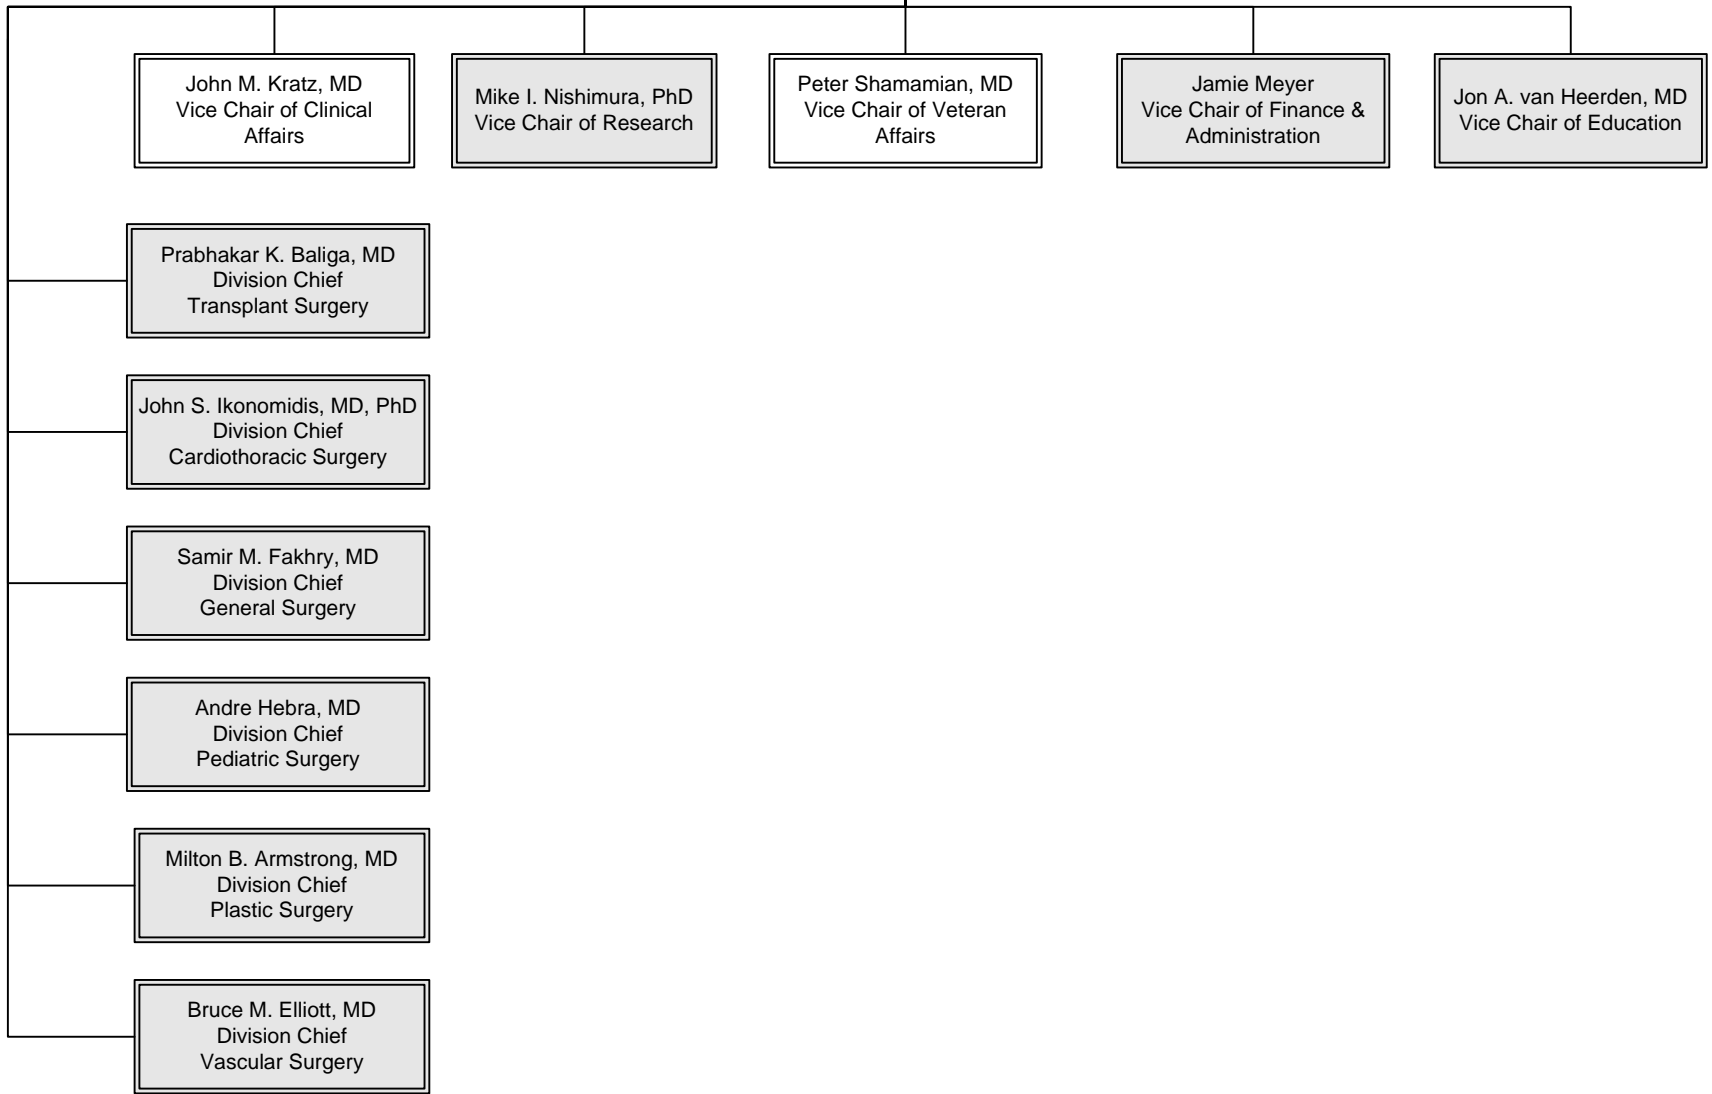 John M. Kratz, MD
Vice Chair of Clinical
Affairs
Mike I. Nishimura, PhD
Vice Chair of Research
Peter Shamamian, MD
Vice Chair of Veteran
Affairs
Jamie Meyer
Vice Chair of Finance &
Administration
Jon A. van Heerden, MD
Vice Chair of Education
Prabhakar K. Baliga, MD
Division Chief
Transplant Surgery
John S. Ikonomidis, MD, PhD
Division Chief
Cardiothoracic Surgery
Samir M. Fakhry, MD
Division Chief
General Surgery
Andre Hebra, MD
Division Chief
Pediatric Surgery
Milton B. Armstrong, MD
Division Chief
Plastic Surgery
Bruce M. Elliott, MD
Division Chief
Vascular Surgery